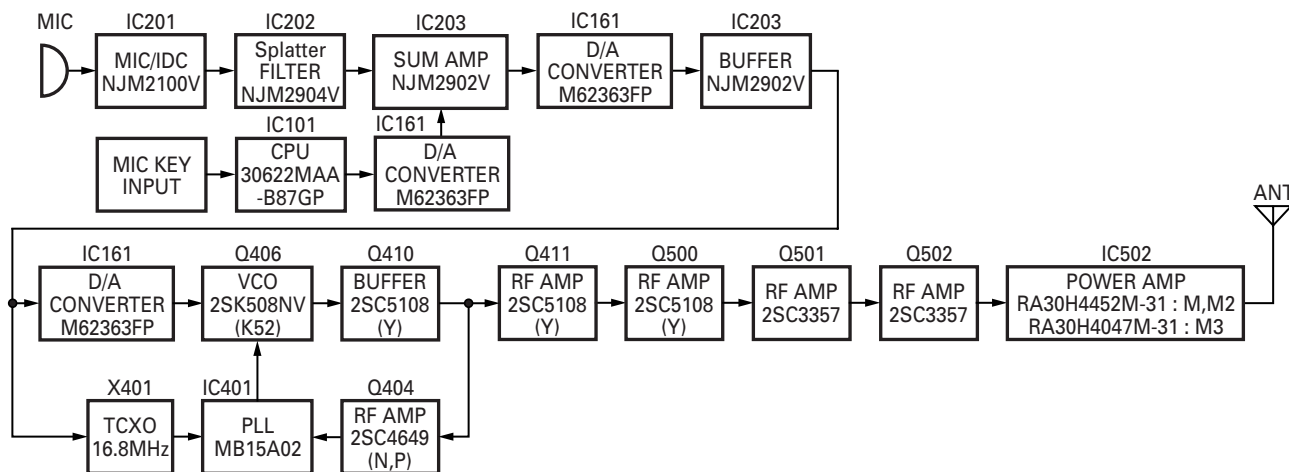 MIC
IC201
MIC/IDC
NJM2100V
IC202
Splatter
FILTER
NJM2904V
IC203
SUM AMP
NJM2902V
IC161
D/A
CONVERTER
M62363FP
IC203
BUFFER
NJM2902V
MIC KEY
INPUT
IC101
CPU
30622MAA
-B87GP
IC161
D/A
CONVERTER
M62363FP
ANT
IC161
D/A
CONVERTER
M62363FP
Q406
VCO
2SK508NV
(K52)
Q410
BUFFER
2SC5108
(Y)
Q411
RF AMP
2SC5108
(Y)
Q500
RF AMP
2SC5108
(Y)
Q501
RF AMP
2SC3357
Q502
RF AMP
2SC3357
IC502
POWER AMP
RA30H4452M-31 : M,M2
RA30H4047M-31 : M3
X401
TCXO
16.8MHz
IC401
PLL
MB15A02
Q404
RF AMP
2SC4649
(N,P)